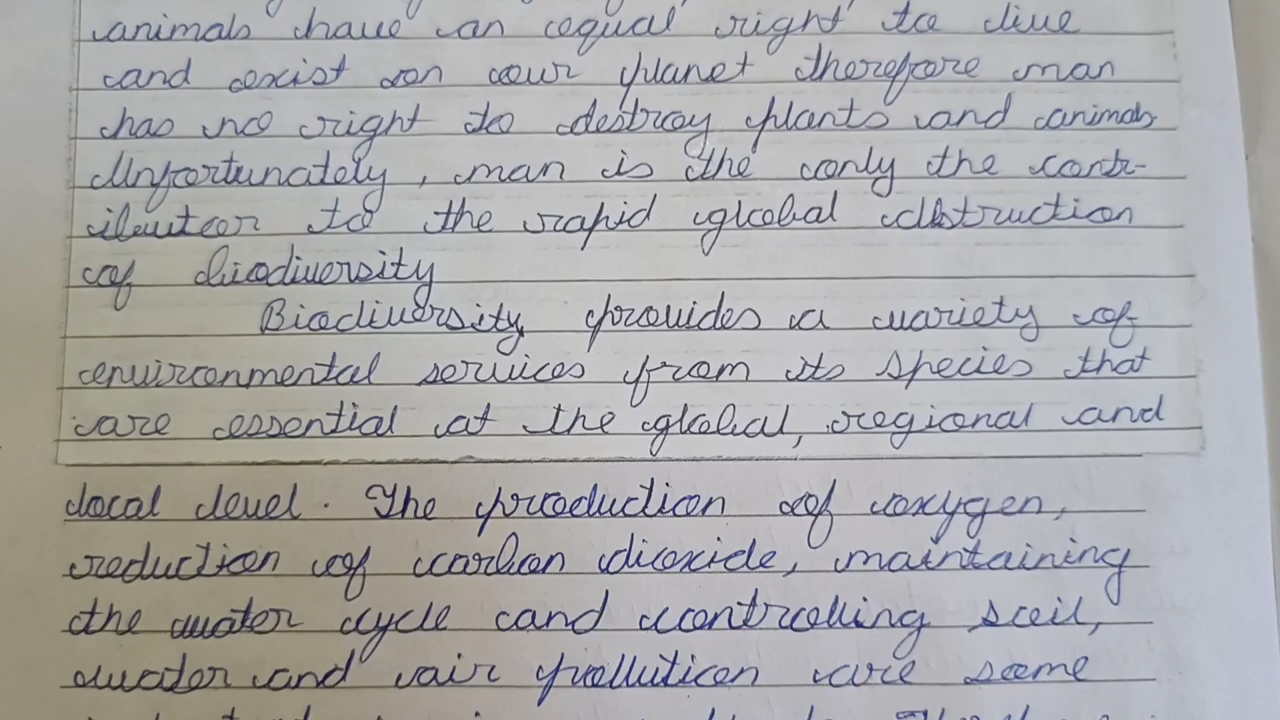 animals have an equal right to live
and exist on our planet therefore man
has no right to destroy plants and animals
Unfortunately, man is the only the contr-
ibutor to the rapid global dstruction
of biodiversity
Biodiversity provides a variety of
environmental services from its species that
are essential at the global, regional and
local level. The production of oxygen,
reduction of carbon dioxide, maintaining
the water cycle and controlling soil,
water and air pollution are some